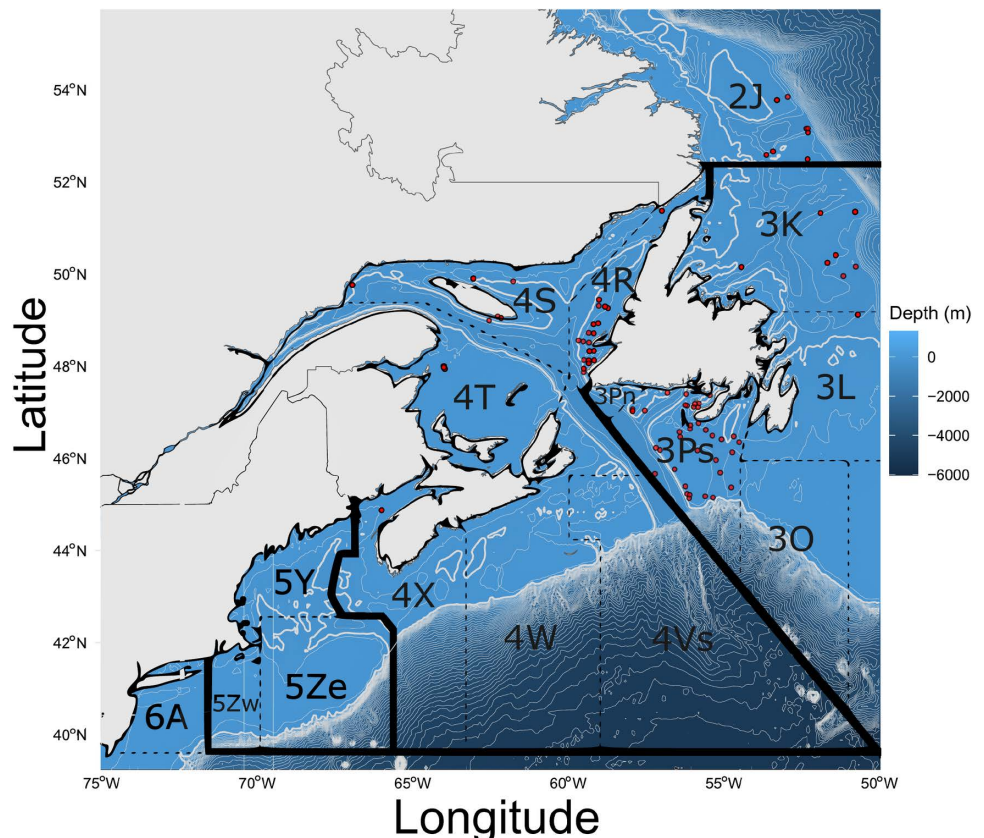 54°N
2J
52°N
3K
50°N
4R
4S
Depth (m)
0
−2000
−4000
−6000
48°N
4T
3Pn
3L
Latitude
46°N
3Ps
44°N
3O
5Y
4X
42°N
4W
4Vs
5Ze
5Zw
6A
40°N
75°W
70°W
65°W
60°W
55°W
50°W
Longitude